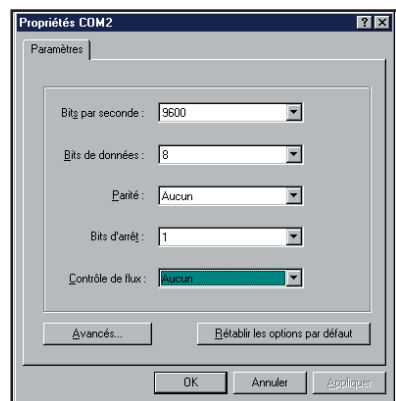 Propriétés COM2
Paramètres
Bits par seconde : 9600
Bits de données : 8
Parité : Aucun
Bits d'arrêt : 1
Contrôle de flux : Aucun
Avancés... Rétablir les options par défaut
OK Annuler Appliquer